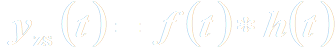 y_zs(t) = f(t)*h(t)